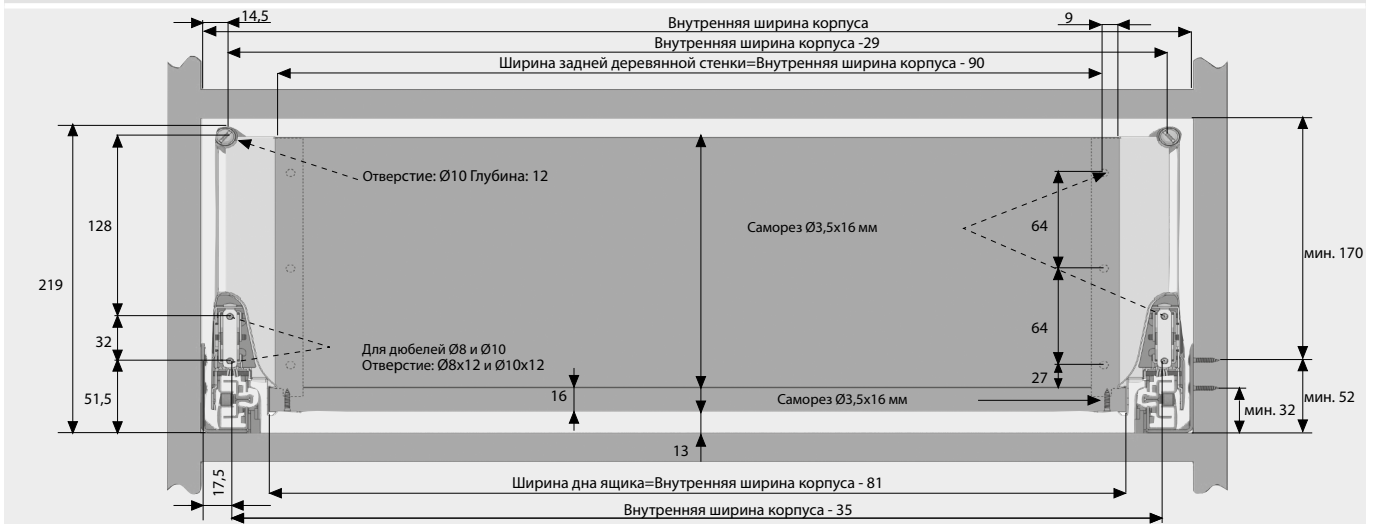 14,5
Внутренняя ширина корпуса
9
Внутренняя ширина корпуса -29
Ширина задней деревянной стенки=Внутренняя ширина корпуса - 90
Отверстие: Ø10 Глубина: 12
128
Саморез Ø3,5x16 мм
64
мин. 170
219
64
32
Для дюбелей Ø8 и Ø10
Отверстие: Ø8x12 и Ø10x12
27
51,5
16
Саморез Ø3,5x16 мм
мин. 52
мин. 32
13
17,5
Ширина дна ящика=Внутренняя ширина корпуса - 81
Внутренняя ширина корпуса - 35